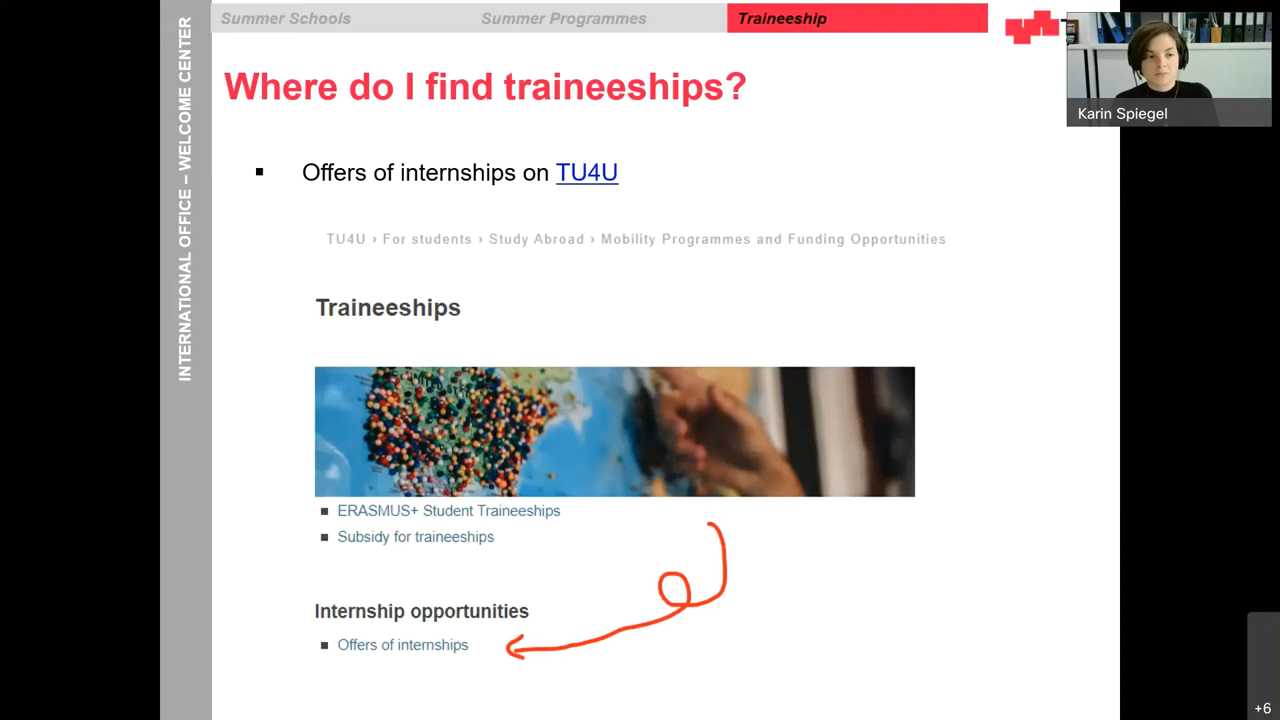 Summer Schools
Summer Programmes
Traineeship
Where do I find traineeships?
Karin Spiegel
INTERNATIONAL OFFICE – WELCOME CENTER
Offers of internships on TU4U
TU4U › For students › Study Abroad › Mobility Programmes and Funding Opportunities
Traineeships
ERASMUS+ Student Traineeships
Subsidy for traineeships
Internship opportunities
Offers of internships
+6